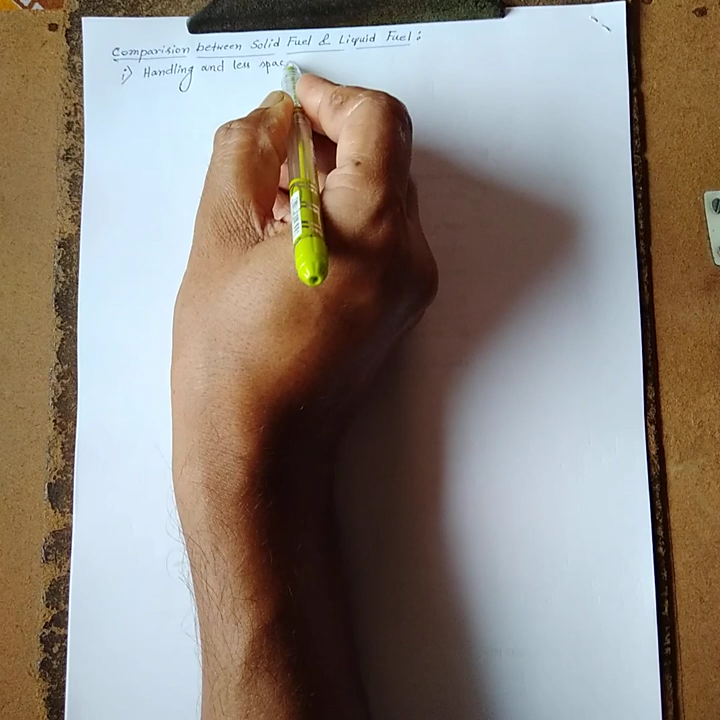 Comparision between Solid Fuel & Liquid Fuel :
i) Handling and less spac